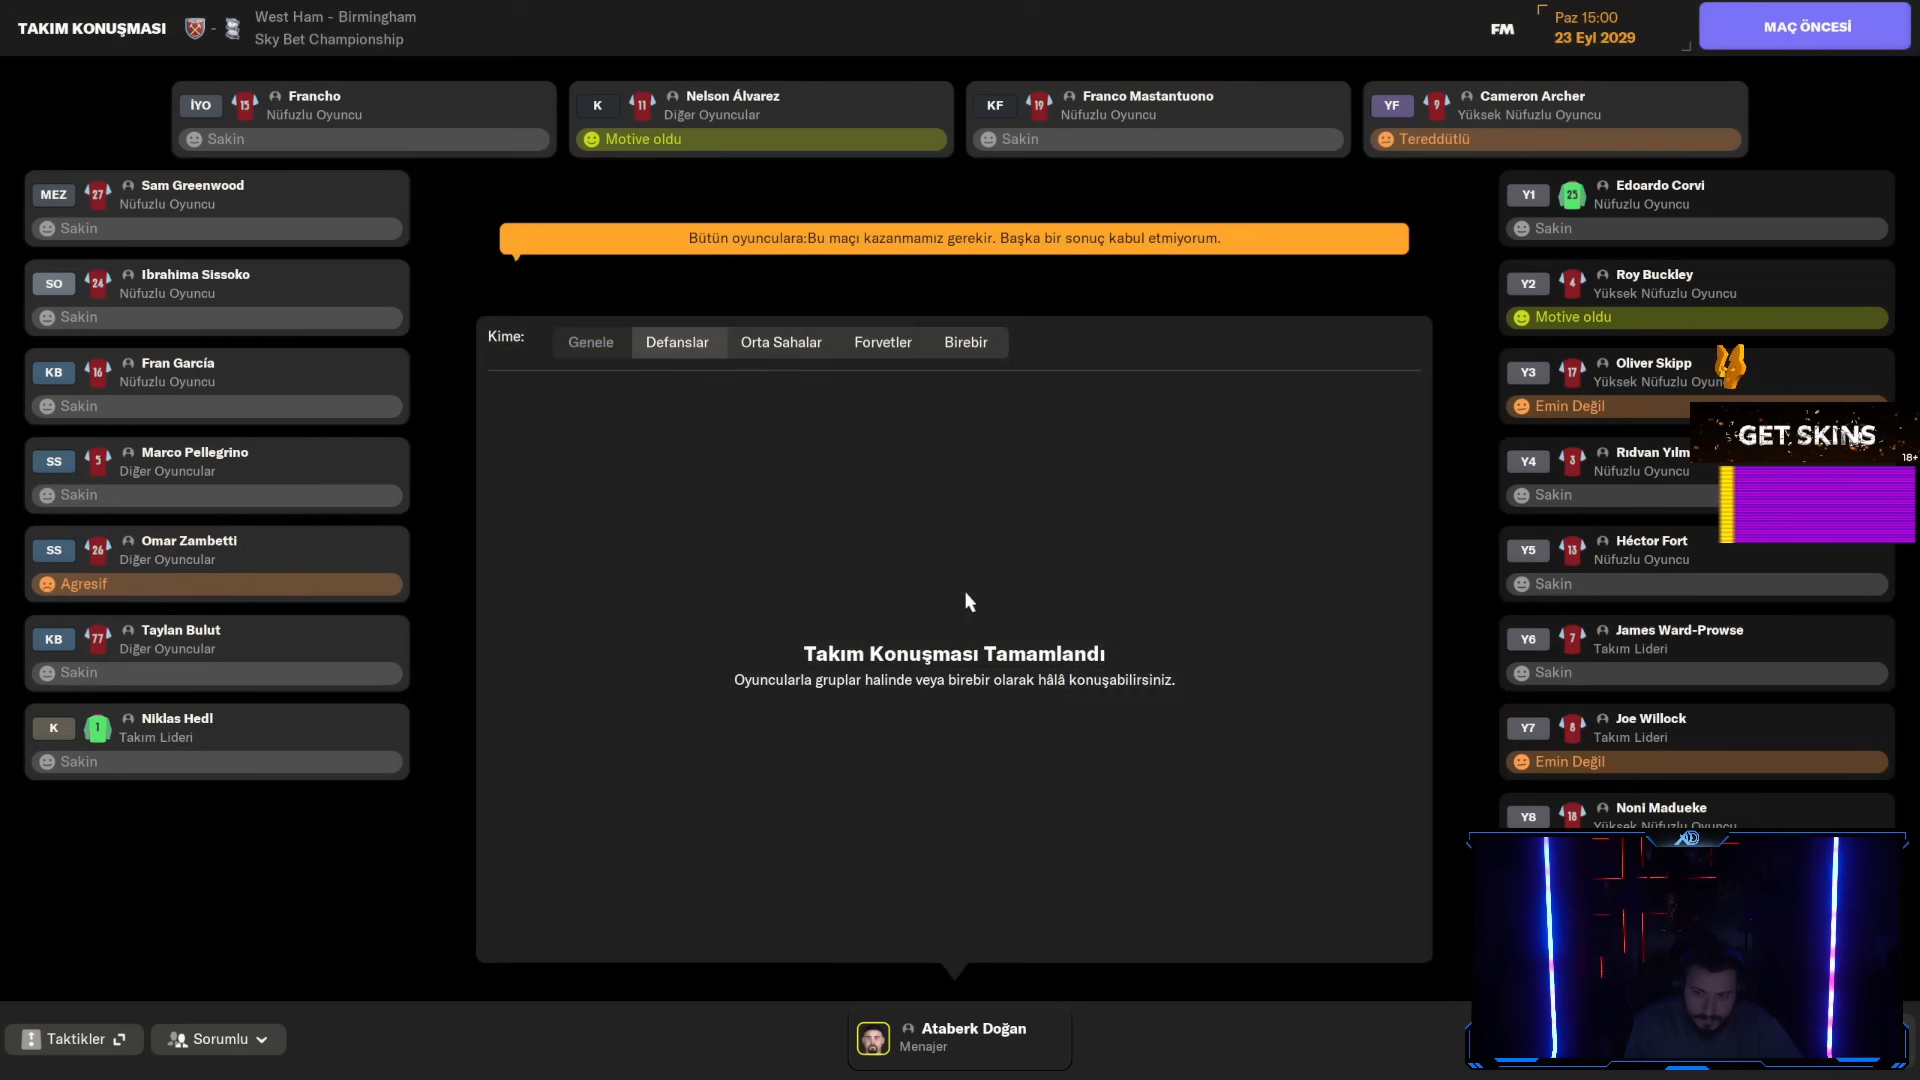 TAKIM KONUŞMASI
-
West Ham - Birmingham
Sky Bet Championship
FM
Paz 15:00
23 Eyl 2029
MAÇ ÖNCESİ
İYO 15 Francho
Nüfuzlu Oyuncu
Sakin
K 11 Nelson Álvarez
Diğer Oyuncular
Motive oldu
KF 19 Franco Mastantuono
Nüfuzlu Oyuncu
Sakin
YF 9 Cameron Archer
Yüksek Nüfuzlu Oyuncu
Tereddütlü
MEZ 27 Sam Greenwood
Nüfuzlu Oyuncu
Sakin
SO 24 Ibrahima Sissoko
Nüfuzlu Oyuncu
Sakin
KB 16 Fran García
Nüfuzlu Oyuncu
Sakin
SS 5 Marco Pellegrino
Diğer Oyuncular
Sakin
SS 26 Omar Zambetti
Diğer Oyuncular
Agresif
KB 77 Taylan Bulut
Diğer Oyuncular
Sakin
K 1 Niklas Hedl
Takım Lideri
Sakin
Bütün oyunculara:Bu maçı kazanmamız gerekir. Başka bir sonuç kabul etmiyorum.
Kime: Genele Defanslar Orta Sahalar Forvetler Birebir
Takım Konuşması Tamamlandı
Oyuncularla gruplar halinde veya birebir olarak hâlâ konuşabilirsiniz.
Y1 25 Edoardo Corvi
Nüfuzlu Oyuncu
Sakin
Y2 4 Roy Buckley
Yüksek Nüfuzlu Oyuncu
Motive oldu
Y3 17 Oliver Skipp
Yüksek Nüfuzlu Oyun
Emin Değil
GET SKINS
18+
Y4 3 Rıdvan Yılm
Nüfuzlu Oyuncu
Sakin
Y5 13 Héctor Fort
Nüfuzlu Oyuncu
Sakin
Y6 7 James Ward-Prowse
Takım Lideri
Sakin
Y7 8 Joe Willock
Takım Lideri
Emin Değil
Y8 18 Noni Madueke
Yüksek Nüfuzlu Oyuncu
Taktikler
Sorumlu
Ataberk Doğan
Menajer